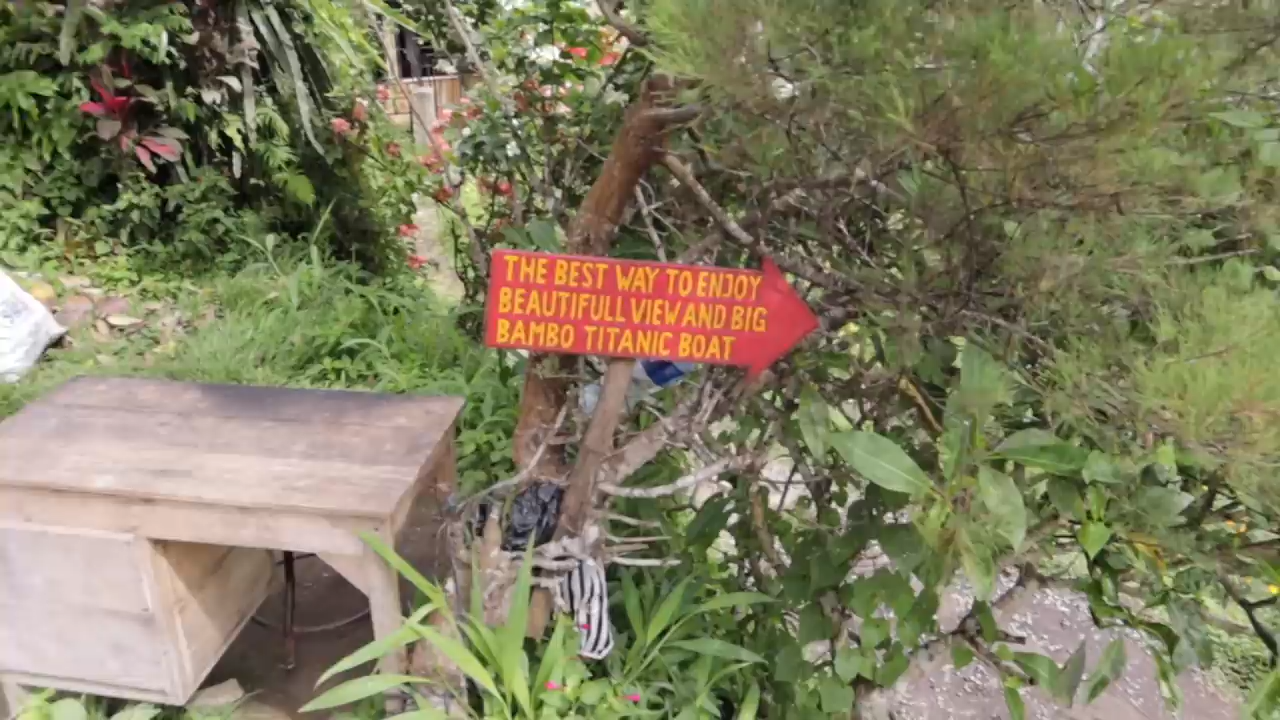 THE BEST WAY TO ENJOY
BEAUTIFULL VIEW AND BIG
BAMBO TITANIC BOAT